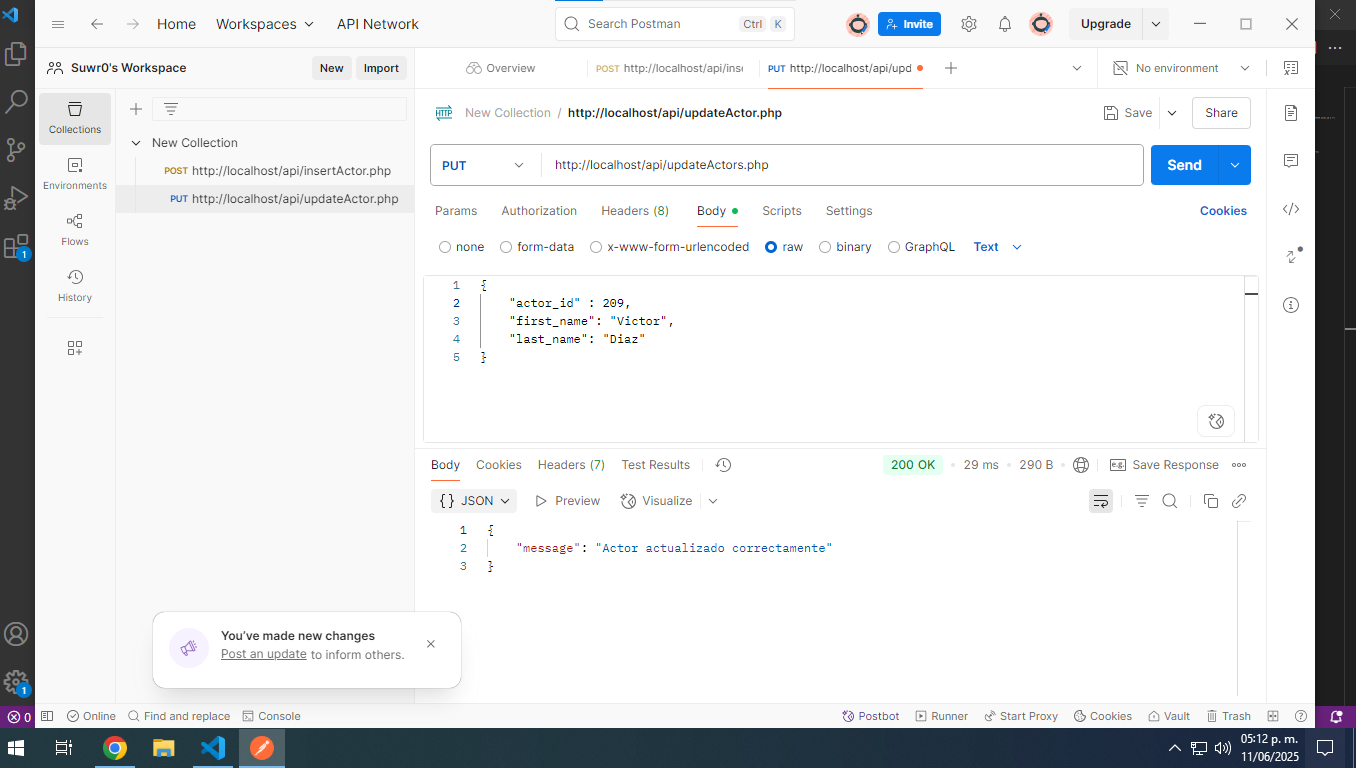 Home
Workspaces
API Network
Search Postman
Ctrl
K
Invite
Upgrade
Suwr0's Workspace
New
Import
Overview
POST http://localhost/api/inse
PUT http://localhost/api/upd
No environment
Collections
Environments
Flows
History
New Collection
POST http://localhost/api/insertActor.php
PUT http://localhost/api/updateActor.php
HTTP
New Collection / http://localhost/api/updateActor.php
Save
Share
PUT
http://localhost/api/updateActors.php
Send
Params
Authorization
Headers (8)
Body
Scripts
Settings
Cookies
none
form-data
x-www-form-urlencoded
raw
binary
GraphQL
Text
1 {
2 "actor_id" : 209,
3 "first_name": "Victor",
4 "last_name": "Diaz"
5 }
Body
Cookies
Headers (7)
Test Results
200 OK
29 ms
290 B
e.g.
Save Response
{} JSON
Preview
Visualize
1 {
2 "message": "Actor actualizado correctamente"
3 }
You've made new changes
Post an update to inform others.
Online
Find and replace
Console
Postbot
Runner
Start Proxy
Cookies
Vault
Trash
1
1
0
05:12 p. m.
11/06/2025